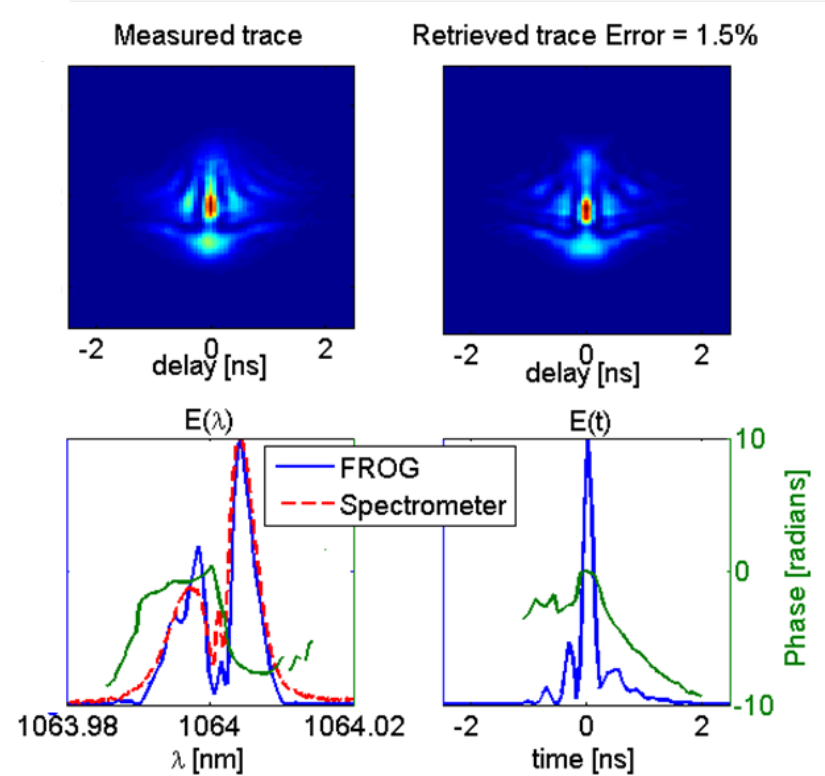 Measured trace
Retrieved trace Error = 1.5%
-2 0 2
delay [ns]
-2 0 2
delay [ns]
E(λ)
E(t)
FROG
Spectrometer
10
0
-10
Phase [radians]
1063.98 1064 1064.02
λ [nm]
-2 0 2
time [ns]